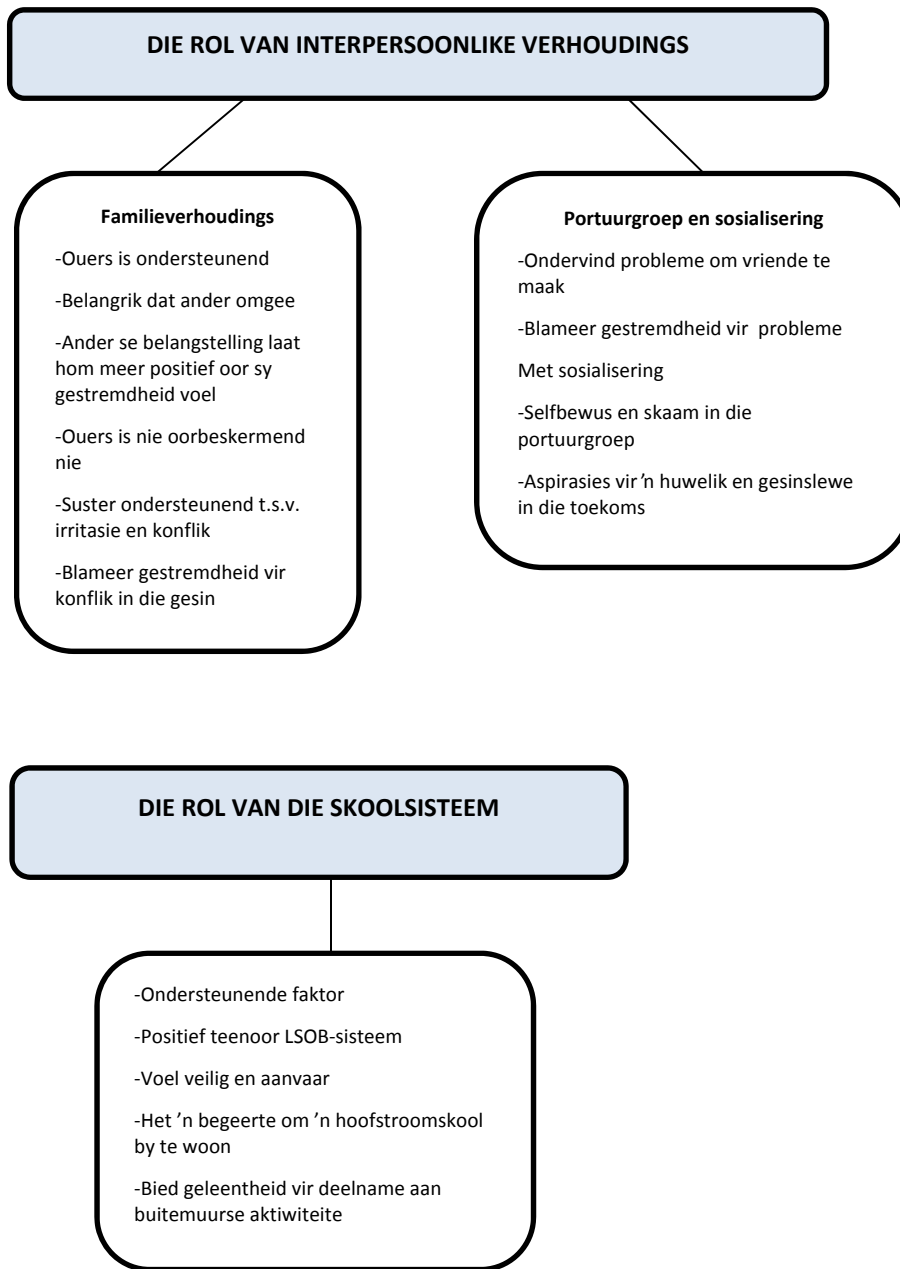 DIE ROL VAN INTERPERSOONLIKE VERHOUDINGS
Familieverhoudings
-Ouers is ondersteunend
-Belangrik dat ander omgee
-Ander se belangstelling laat
hom meer positief oor sy
gestremdheid voel
-Ouers is nie oorbeskermend
nie
-Suster ondersteunend t.s.v.
irritasie en konflik
-Blameer gestremdheid vir
konflik in die gesin
Portuurgroep en sosialisering
-Ondervind probleme om vriende te
maak
-Blameer gestremdheid vir  probleme
Met sosialisering
-Selfbewus en skaam in die
portuurgroep
-Aspirasies vir ’n huwelik en gesinslewe
in die toekoms
DIE ROL VAN DIE SKOOLSISTEEM
-Ondersteunende faktor
-Positief teenoor LSOB-sisteem
-Voel veilig en aanvaar
-Het ’n begeerte om ’n hoofstroomskool
by te woon
-Bied geleentheid vir deelname aan
buitemuurse aktiwiteite